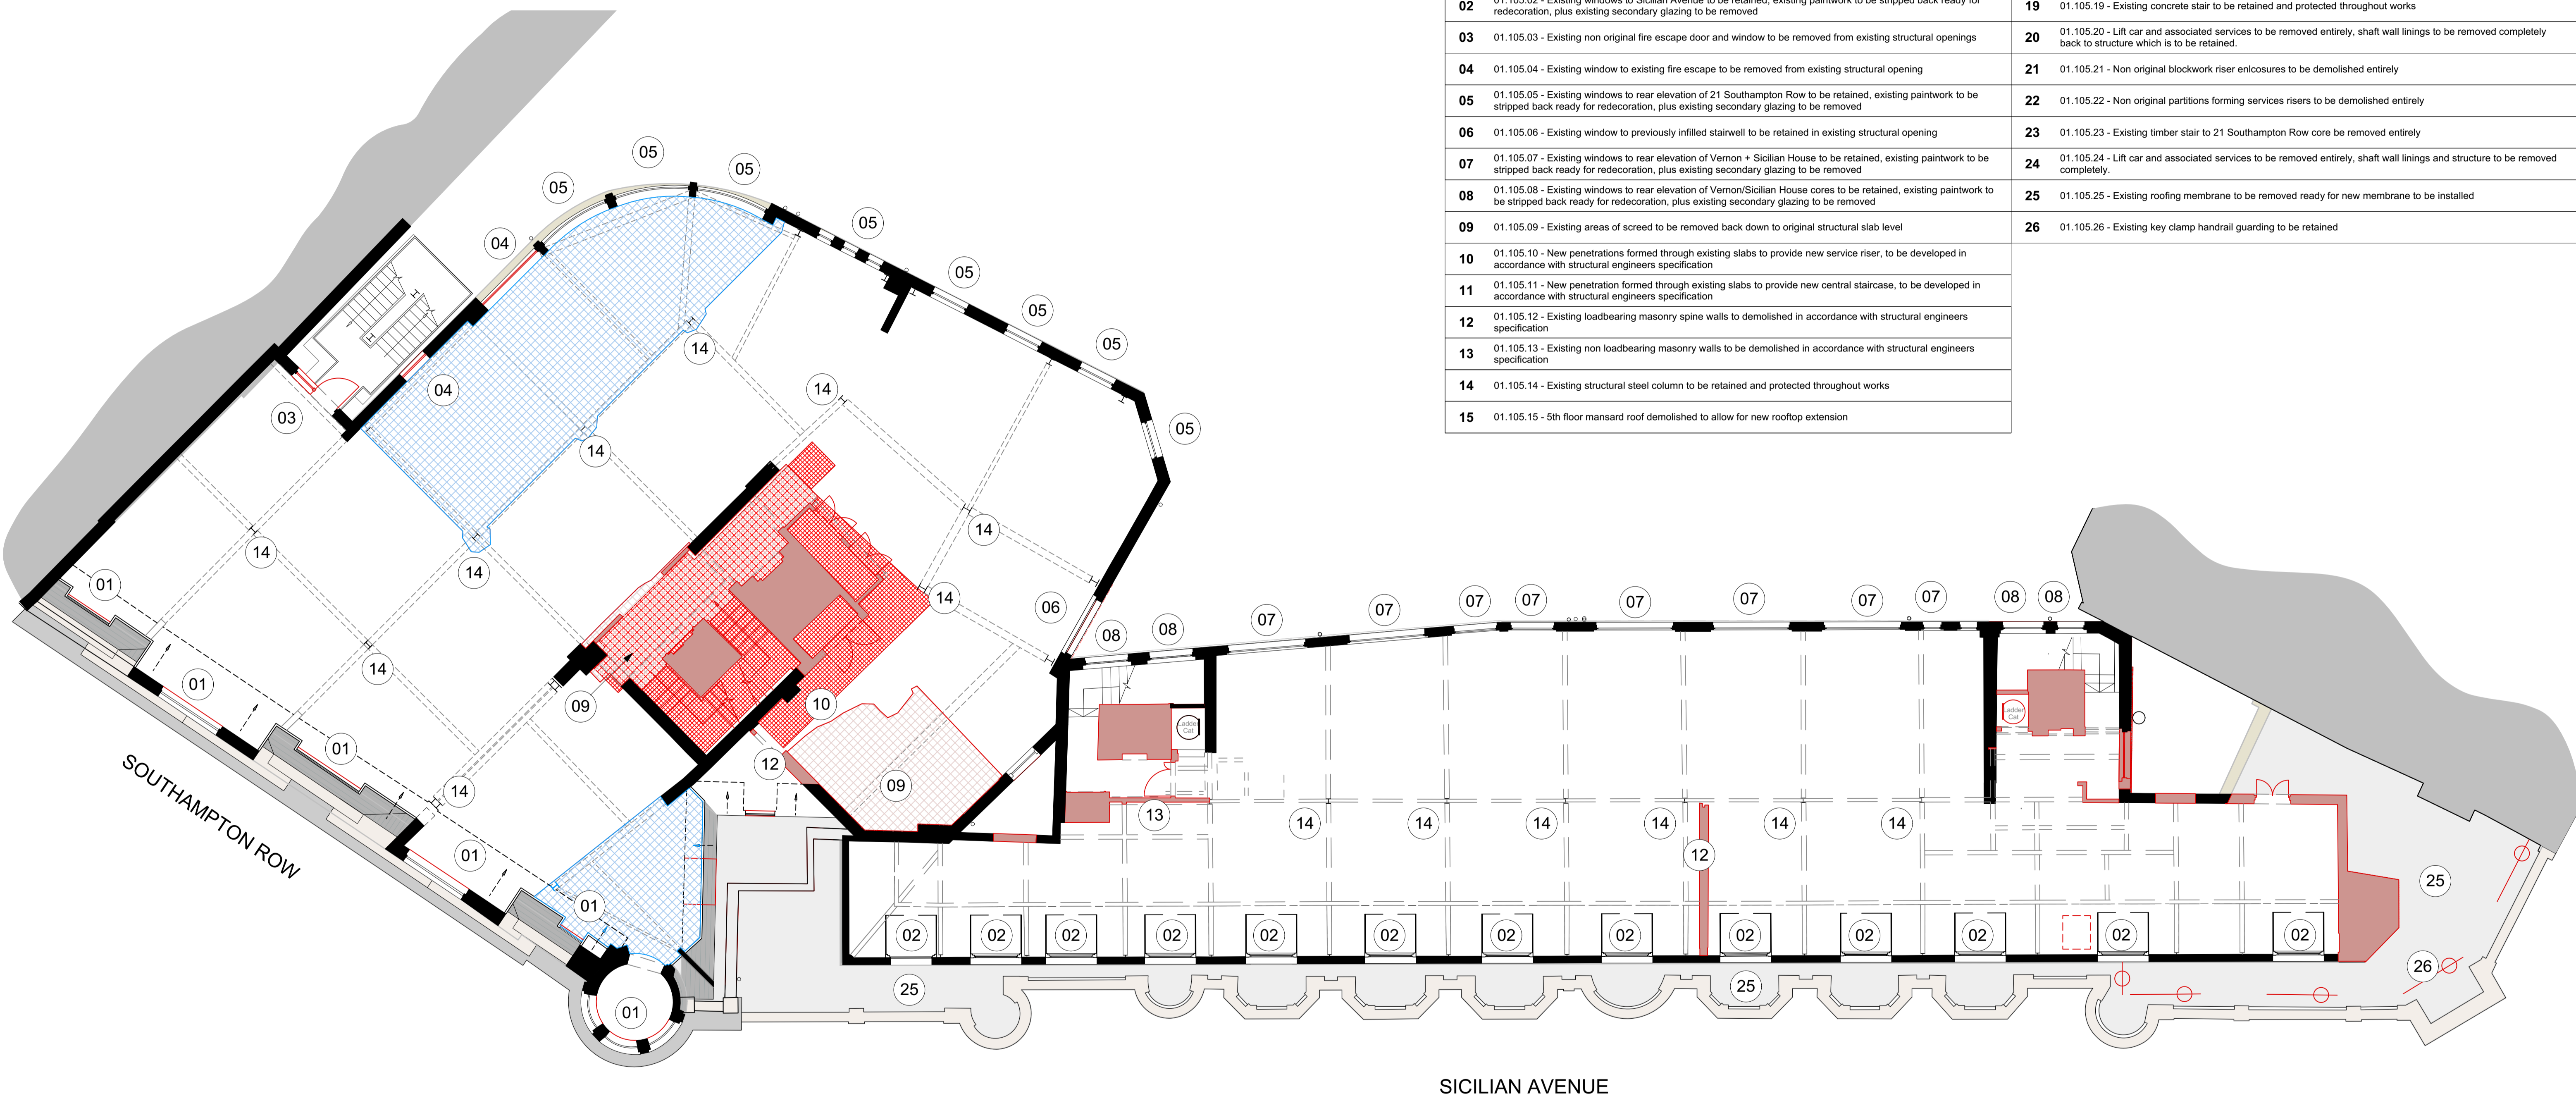 02
01.105.02 - Existing windows to Sicilian Avenue to be retained, existing paintwork to be stripped back ready for
redecoration, plus existing secondary glazing to be removed
03
01.105.03 - Existing non original fire escape door and window to be removed from existing structural openings
04
01.105.04 - Existing window to existing fire escape to be removed from existing structural opening
05
01.105.05 - Existing windows to rear elevation of 21 Southampton Row to be retained, existing paintwork to be
stripped back ready for redecoration, plus existing secondary glazing to be removed
06
01.105.06 - Existing window to previously infilled stairwell to be retained in existing structural opening
07
01.105.07 - Existing windows to rear elevation of Vernon + Sicilian House to be retained, existing paintwork to be
stripped back ready for redecoration, plus existing secondary glazing to be removed
08
01.105.08 - Existing windows to rear elevation of Vernon/Sicilian House cores to be retained, existing paintwork to
be stripped back ready for redecoration, plus existing secondary glazing to be removed
09
01.105.09 - Existing areas of screed to be removed back down to original structural slab level
10
01.105.10 - New penetrations formed through existing slabs to provide new service riser, to be developed in
accordance with structural engineers specification
11
01.105.11 - New penetration formed through existing slabs to provide new central staircase, to be developed in
accordance with structural engineers specification
12
01.105.12 - Existing loadbearing masonry spine walls to demolished in accordance with structural engineers
specification
13
01.105.13 - Existing non loadbearing masonry walls to be demolished in accordance with structural engineers
specification
14
01.105.14 - Existing structural steel column to be retained and protected throughout works
15
01.105.15 - 5th floor mansard roof demolished to allow for new rooftop extension
19
01.105.19 - Existing concrete stair to be retained and protected throughout works
20
01.105.20 - Lift car and associated services to be removed entirely, shaft wall linings to be removed completely
back to structure which is to be retained.
21
01.105.21 - Non original blockwork riser enlcosures to be demolished entirely
22
01.105.22 - Non original partitions forming services risers to be demolished entirely
23
01.105.23 - Existing timber stair to 21 Southampton Row core be removed entirely
24
01.105.24 - Lift car and associated services to be removed entirely, shaft wall linings and structure to be removed
completely.
25
01.105.25 - Existing roofing membrane to be removed ready for new membrane to be installed
26
01.105.26 - Existing key clamp handrail guarding to be retained
05
05
05
05
04
05
05
05
14
04
14
03
05
14
14
14
14
01
14
06
14
07
07
07
07
07
07
07
08
08
08
08
14
01
09
10
01
12
14
09
01
01
01
Ladder
Cat
Ladder
Cat
13
14
14
14
14
14
14
12
25
02
02
02
02
02
02
02
02
02
02
02
02
02
26
25
25
SOUTHAMPTON ROW
SICILIAN AVENUE